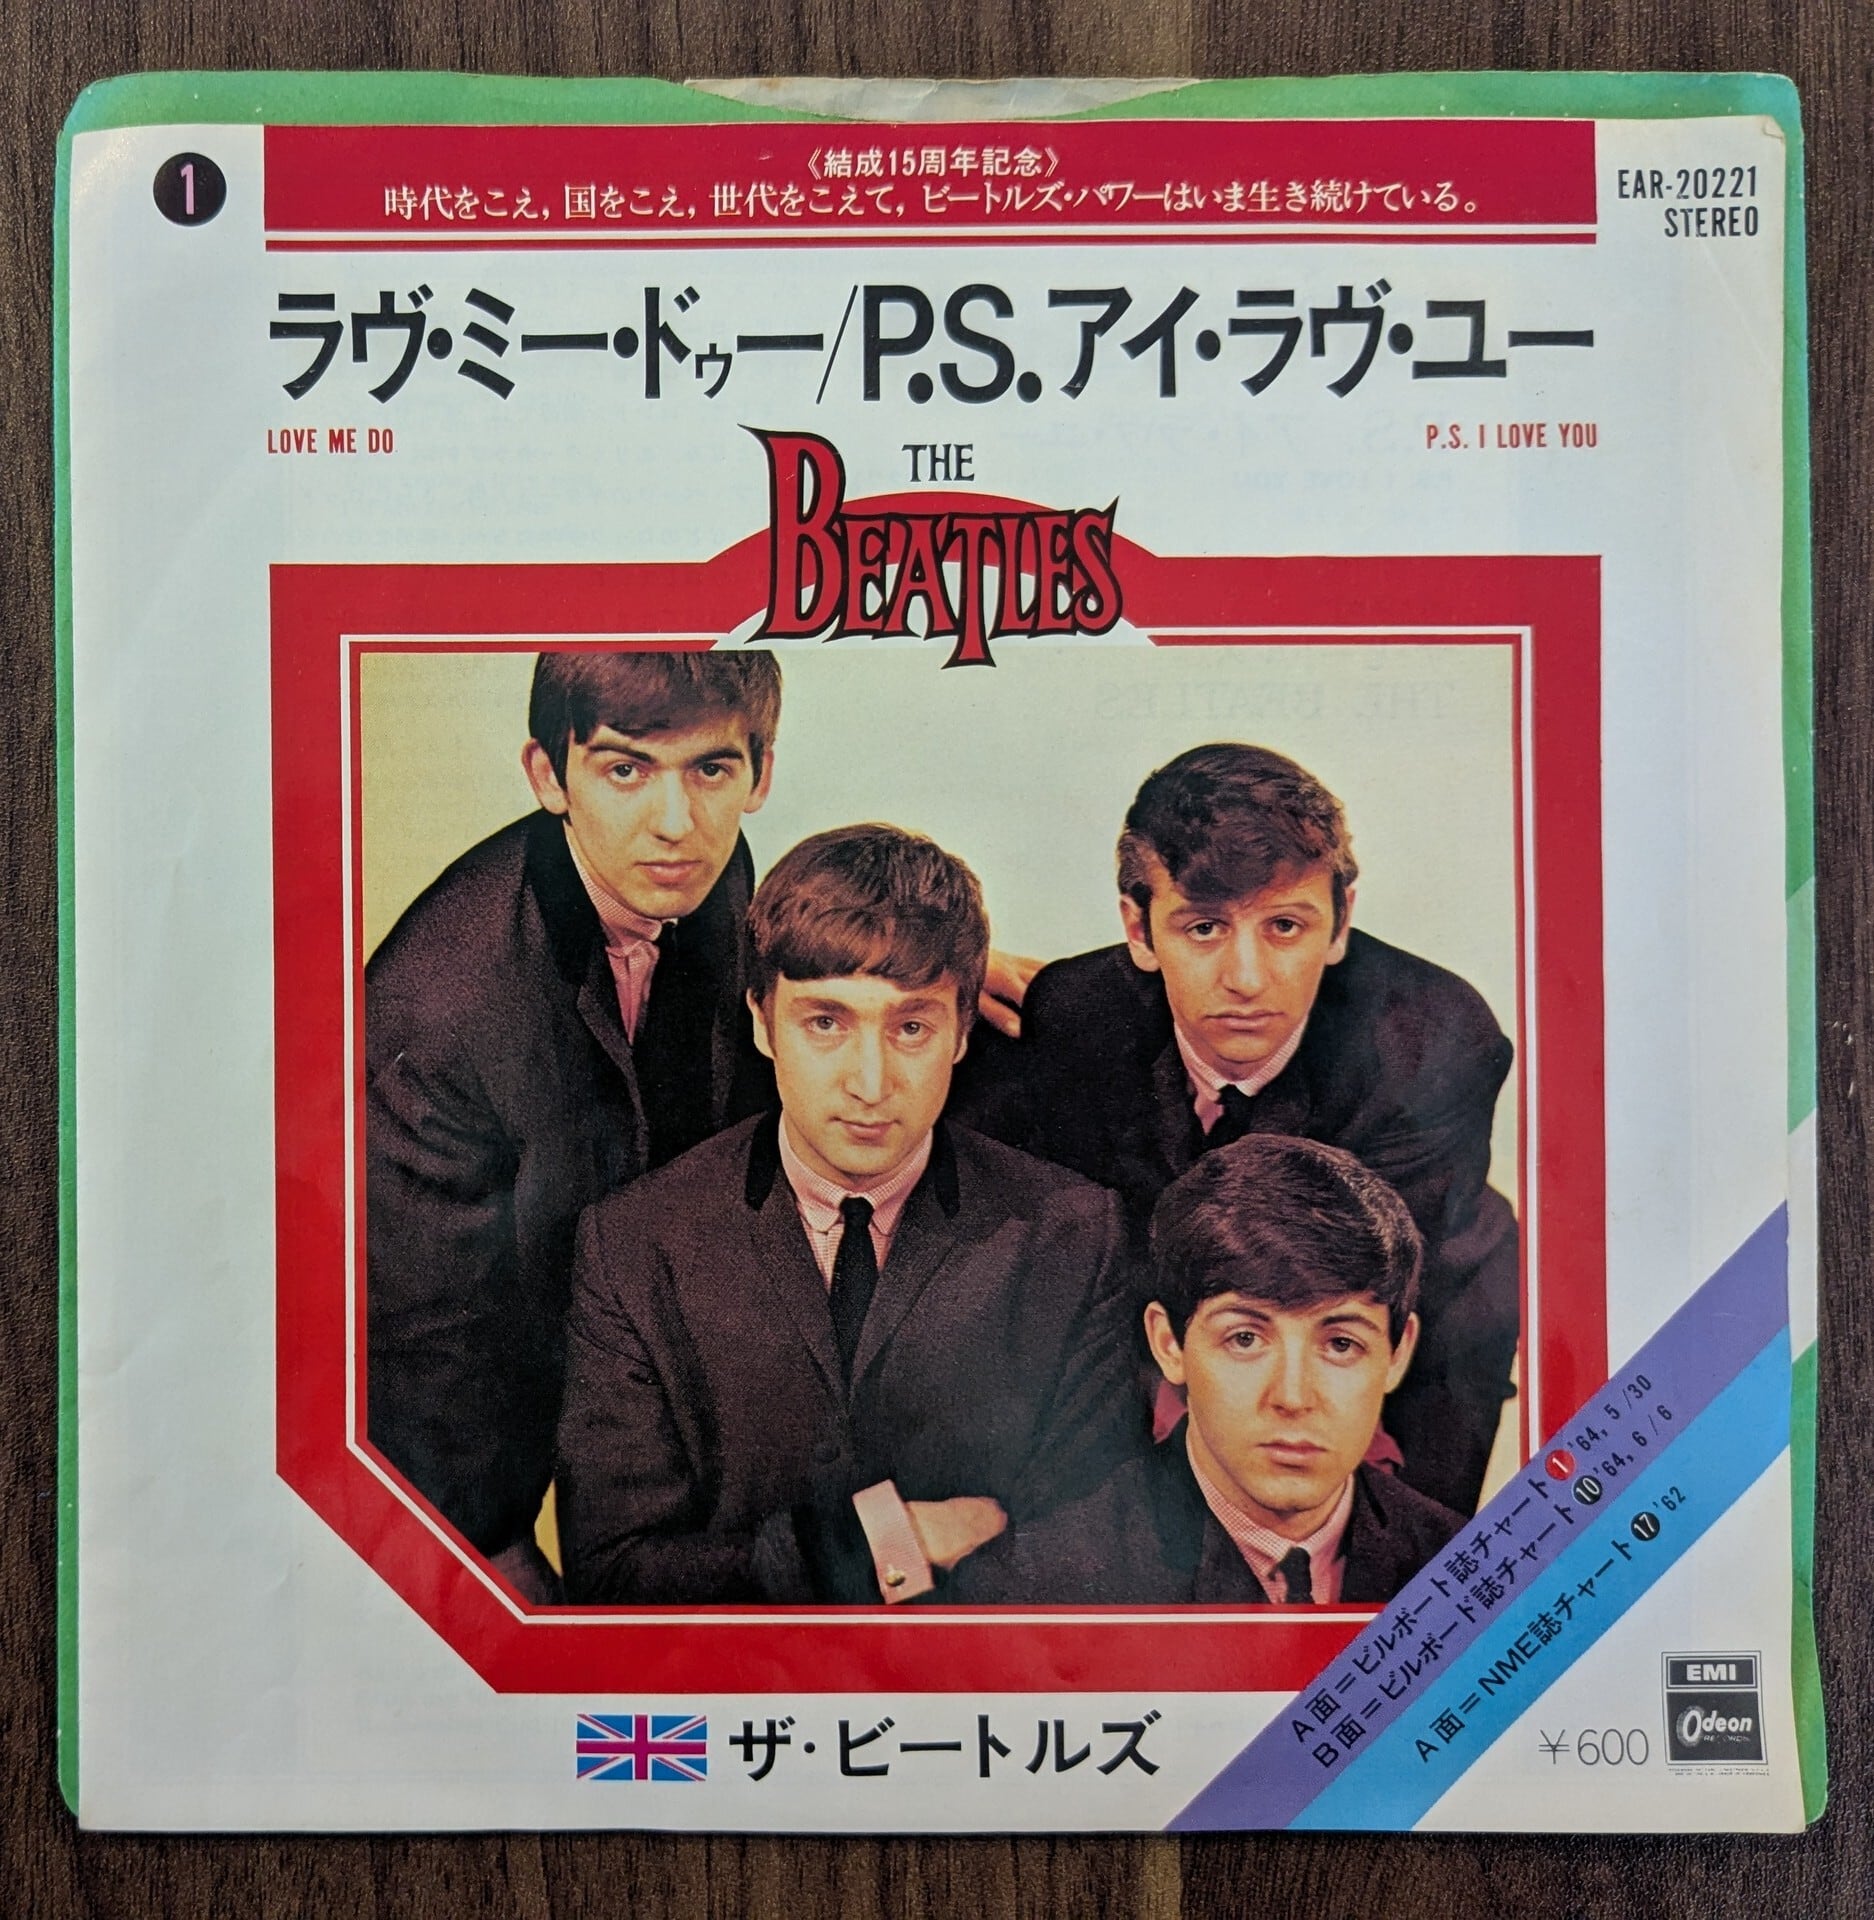 1
《結成15周年記念》
時代をこえ, 国をこえ, 世代をこえて, ビートルズ・パワーはいま生き続けている。
EAR-20221
STEREO
ラヴ・ミー・ドゥー/P.S.アイ・ラヴ・ユー
LOVE ME DO
P.S. I LOVE YOU
THE
BEATLES
A面=ビルボード誌チャート1 '64, 5/30
B面=ビルボード誌チャート10 '64, 6/6
A面=NME誌チャート17 '62
ザ・ビートルズ
¥600
EMI
Odeon